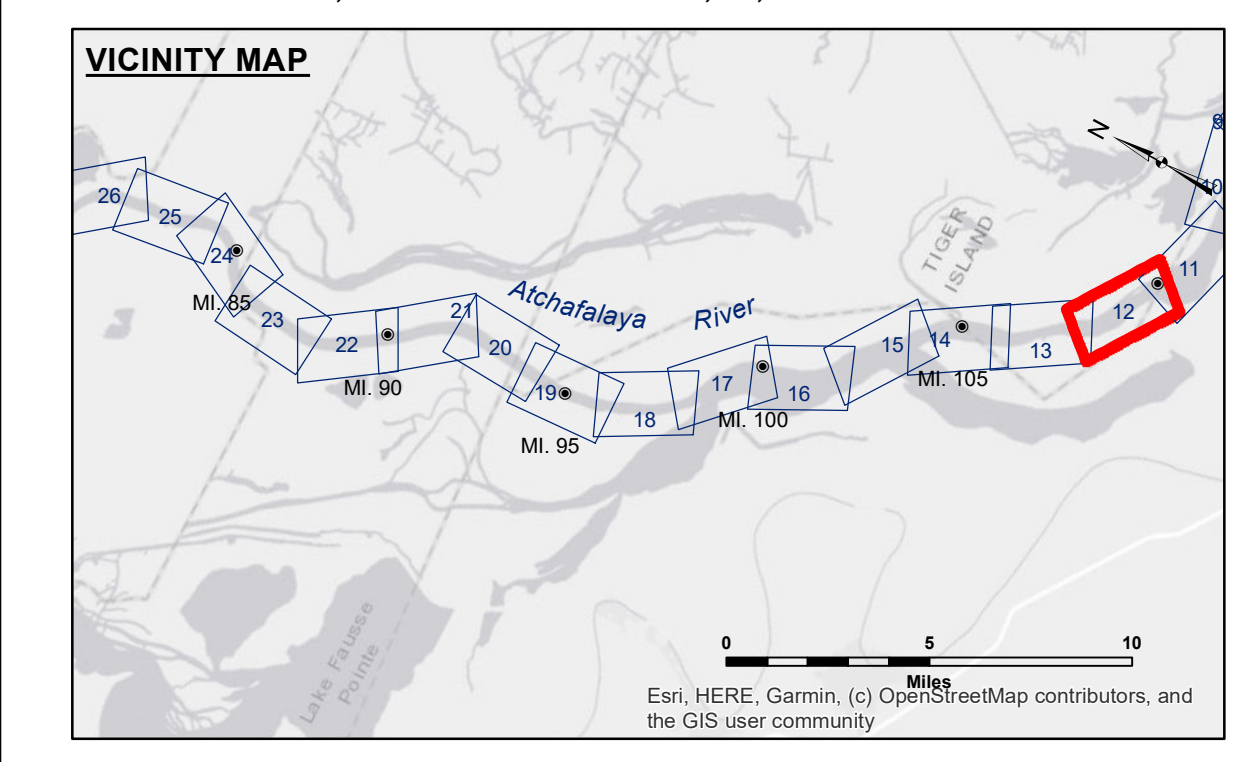 VICINITY MAP
N
9
10
26
25
24
MI. 85
23
22
MI. 90
21
20
Atchafalaya River
19
MI. 95
18
17
MI. 100
16
15
14
MI. 105
13
12
11
TIGER
ISLAND
Lake Fausse
Pointe
0 5 10
Miles
Esri, HERE, Garmin, (c) OpenStreetMap contributors, and
the GIS user community